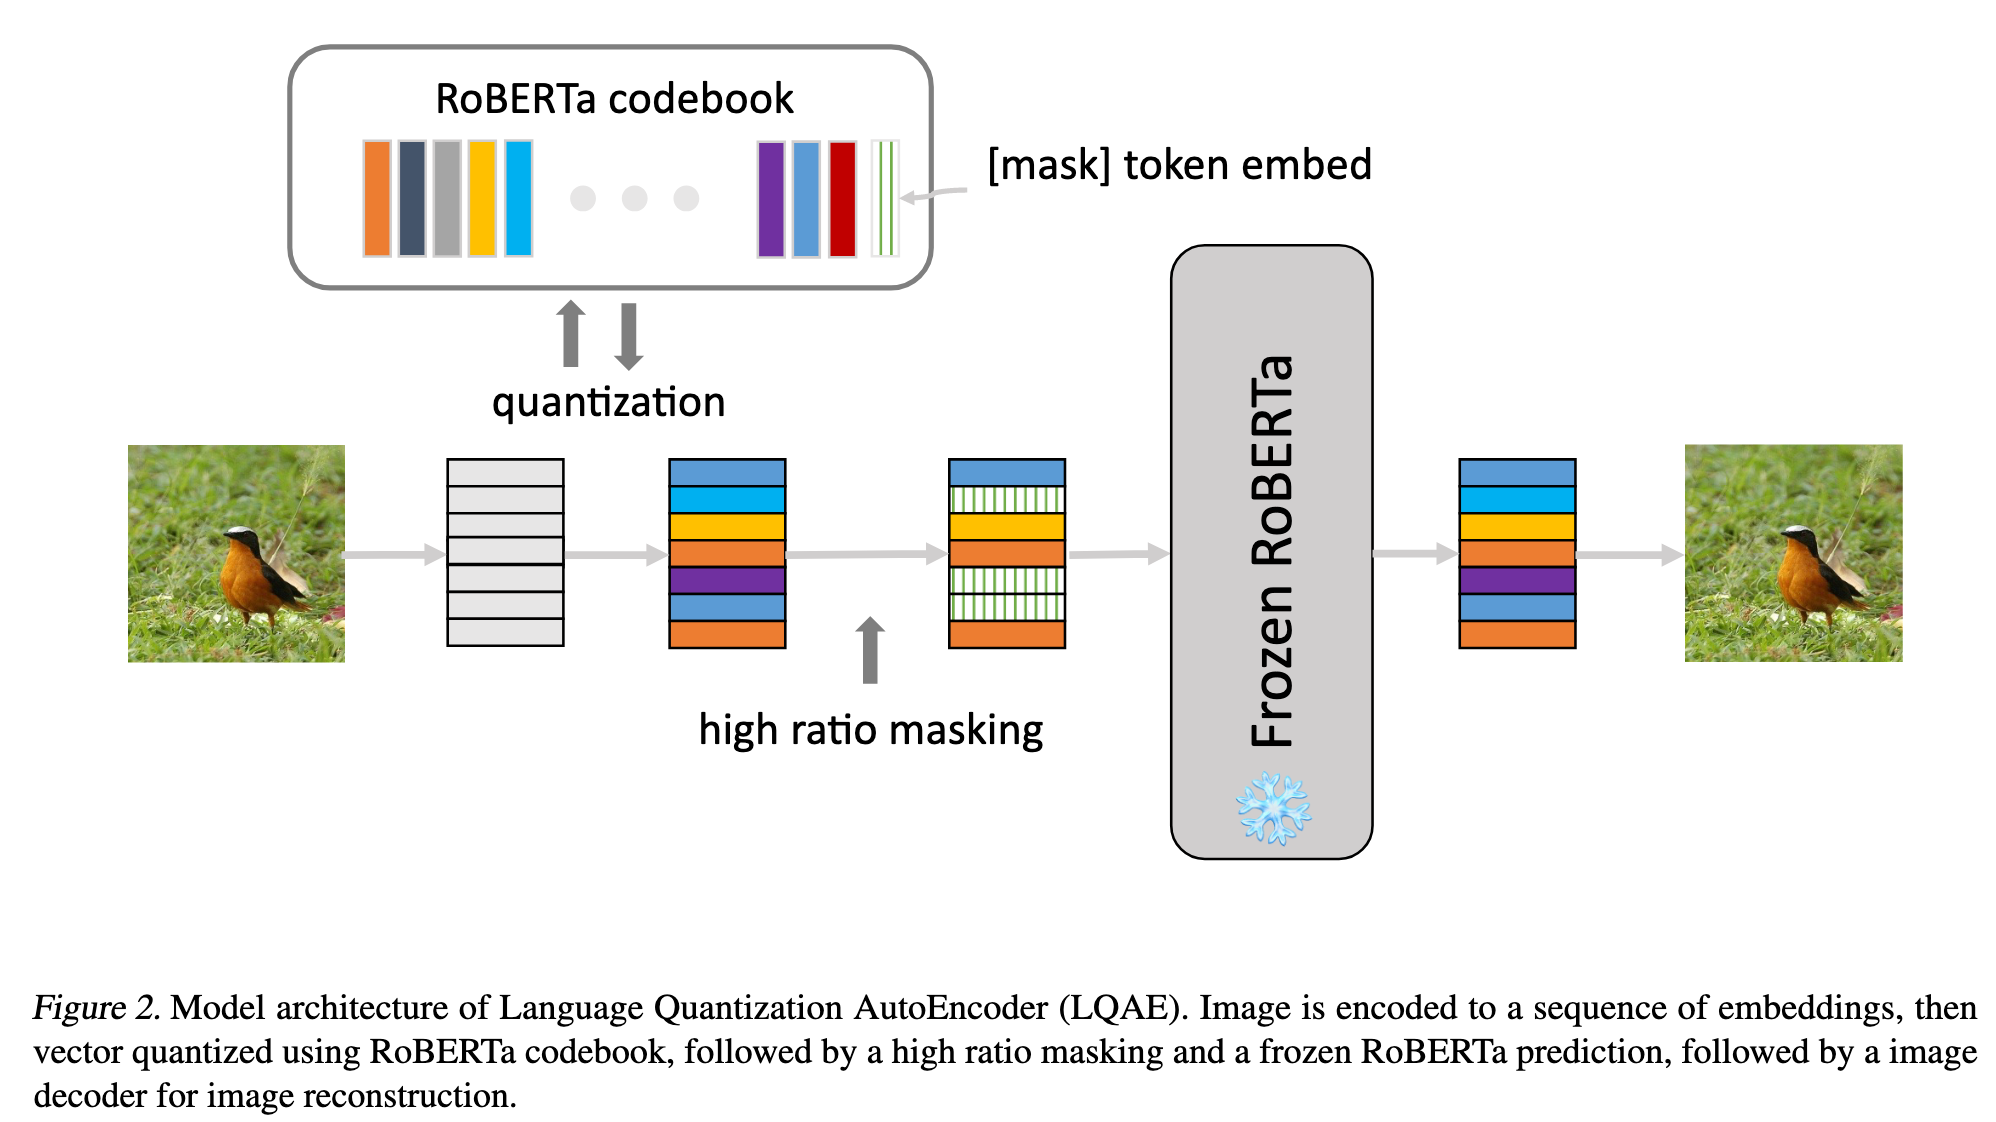 RoBERTa codebook
[mask] token embed
quantization
high ratio masking
Frozen RoBERTa
Figure 2. Model architecture of Language Quantization AutoEncoder (LQAE). Image is encoded to a sequence of embeddings, then
vector quantized using RoBERTa codebook, followed by a high ratio masking and a frozen RoBERTa prediction, followed by a image
decoder for image reconstruction.